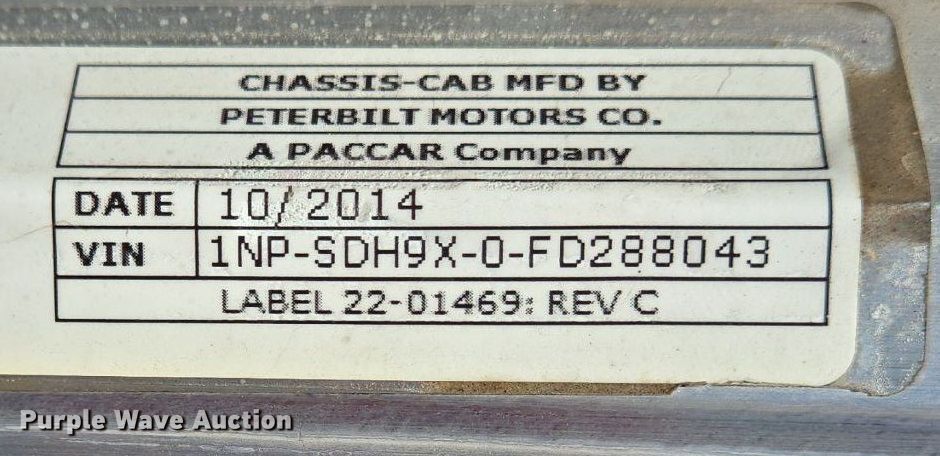 CHASSIS-CAB MFD BY
PETERBILT MOTORS CO.
A PACCAR Company
DATE 10/2014
VIN 1NP-SDH9X-0-FD288043
LABEL 22-01469: REV C
Purple Wave Auction